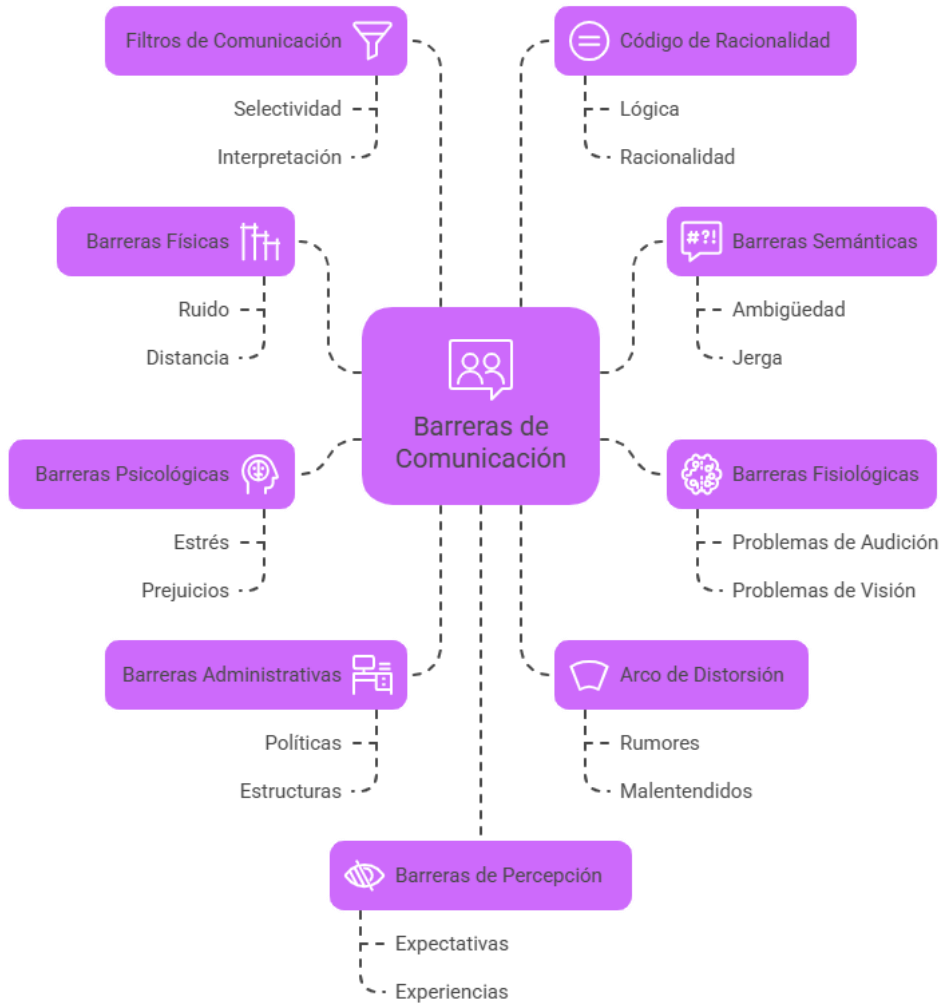 Filtros de Comunicación
Selectividad
Interpretación
Código de Racionalidad
Lógica
Racionalidad
Barreras Físicas
Ruido
Distancia
#?!
Barreras Semánticas
Ambigüedad
Jerga
Barreras de
Comunicación
Barreras Psicológicas
Estrés
Prejuicios
Barreras Fisiológicas
Problemas de Audición
Problemas de Visión
Barreras Administrativas
Políticas
Estructuras
Arco de Distorsión
Rumores
Malentendidos
Barreras de Percepción
Expectativas
Experiencias